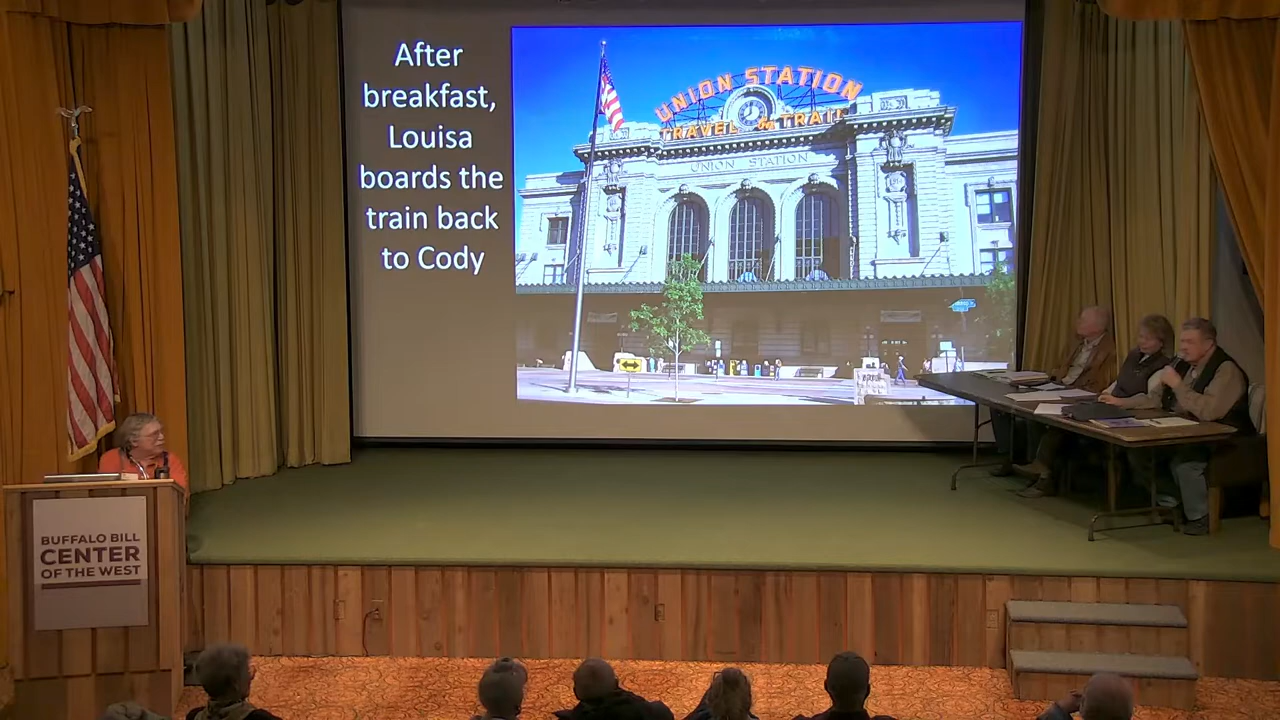 After
breakfast,
Louisa
boards the
train back
to Cody
UNION STATION
TRAVEL by TRAIN
UNION STATION
BUFFALO BILL
CENTER
OF THE WEST